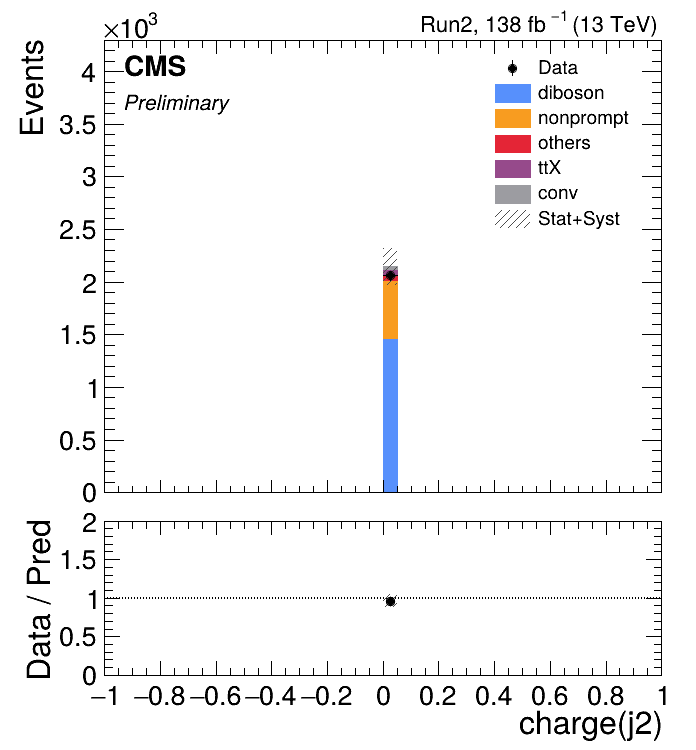 ×10³
Run2, 138 fb⁻¹ (13 TeV)
Events
CMS
Preliminary
Data
diboson
nonprompt
others
ttX
conv
Stat+Syst
4
3.5
3
2.5
2
1.5
1
0.5
0
Data / Pred
2
1.5
1
0.5
0
−1 −0.8 −0.6 −0.4 −0.2 0 0.2 0.4 0.6 0.8 1
charge(j2)